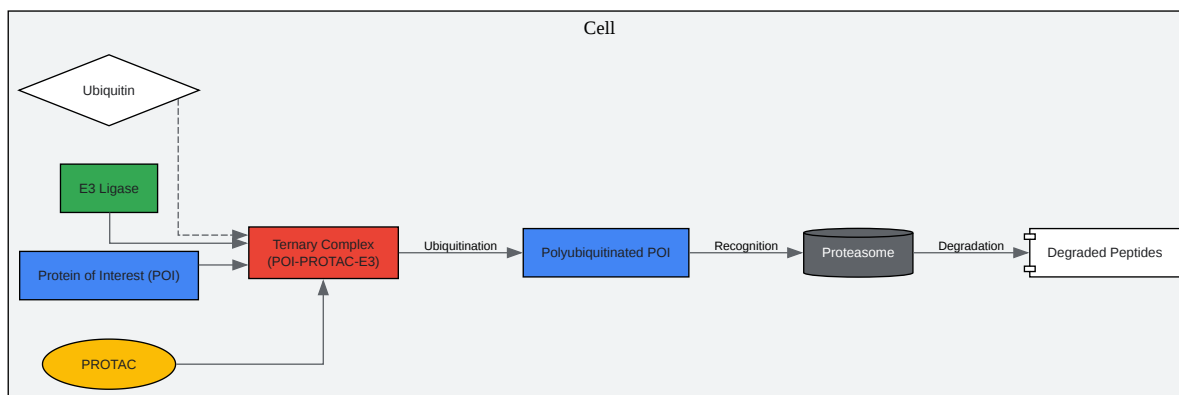 Cell
Ubiquitin
E3 Ligase
Protein of Interest (POI)
PROTAC
Ternary Complex
(POI-PROTAC-E3)
Ubiquitination
Polyubiquitinated POI
Recognition
Proteasome
Degradation
Degraded Peptides